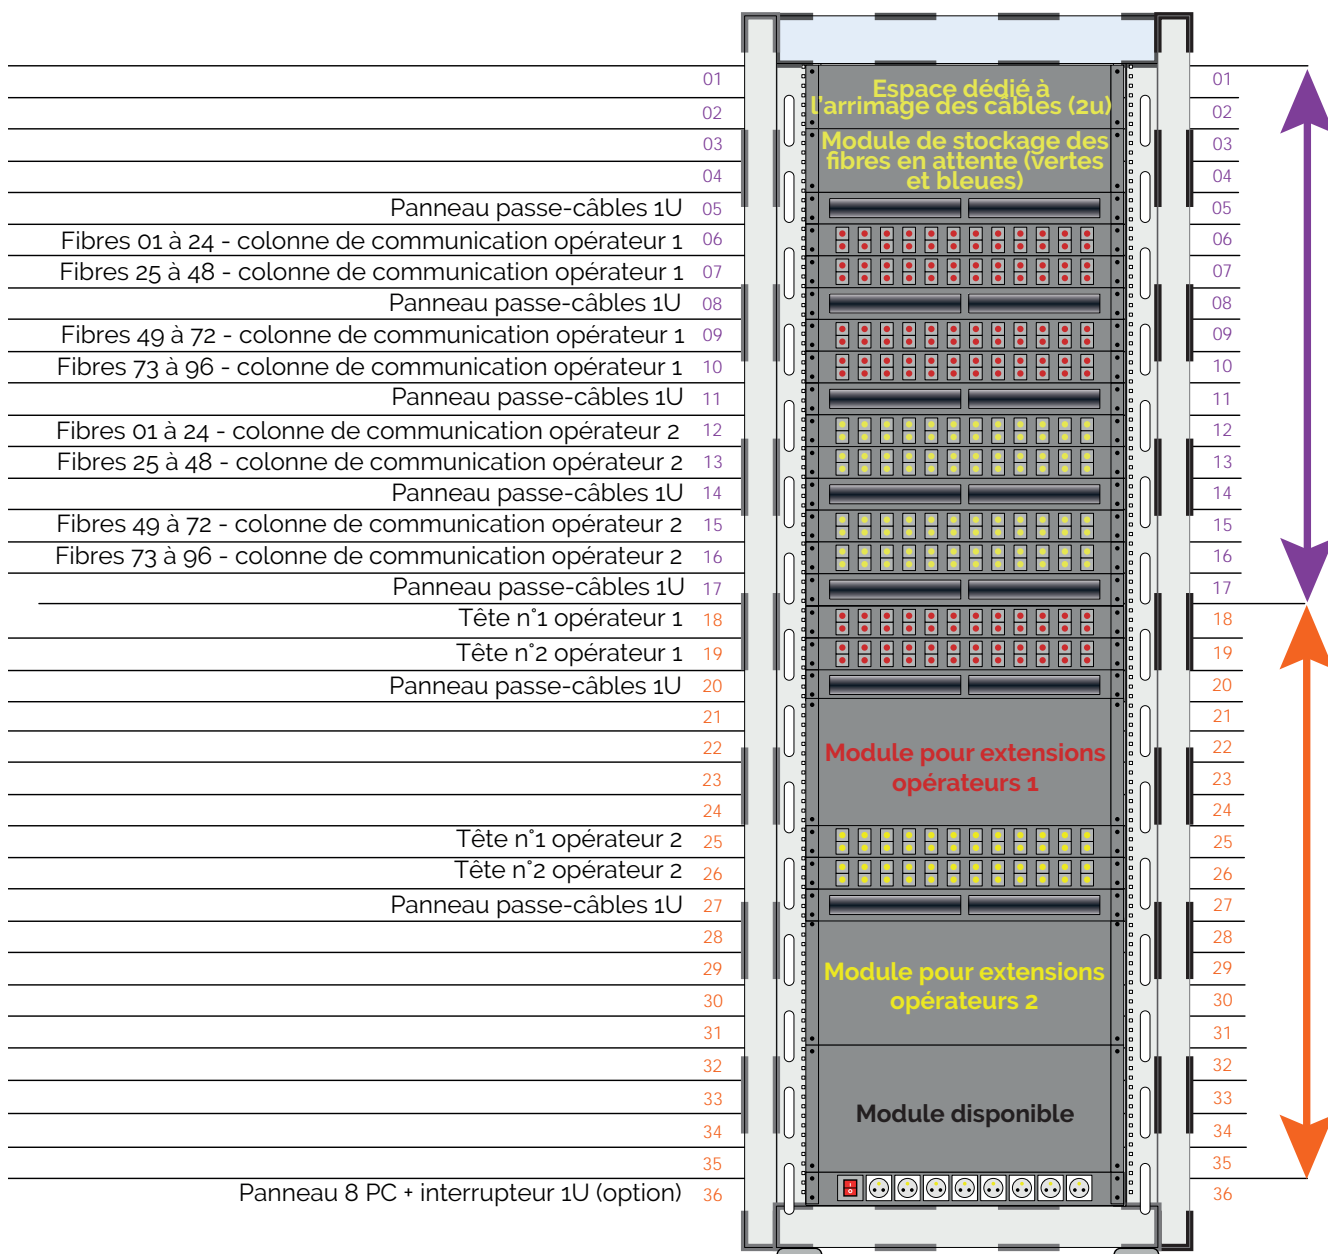 01 Espace dédié à 01
02 l'arrimage des câbles (2u) 02
03 Module de stockage des 03
fibres en attente (vertes
04 et bleues) 04
Panneau passe-câbles 1U 05 05
Fibres 01 à 24 - colonne de communication opérateur 1 06 06
Fibres 25 à 48 - colonne de communication opérateur 1 07 07
Panneau passe-câbles 1U 08 08
Fibres 49 à 72 - colonne de communication opérateur 1 09 09
Fibres 73 à 96 - colonne de communication opérateur 1 10 10
Panneau passe-câbles 1U 11 11
Fibres 01 à 24 - colonne de communication opérateur 2 12 12
Fibres 25 à 48 - colonne de communication opérateur 2 13 13
Panneau passe-câbles 1U 14 14
Fibres 49 à 72 - colonne de communication opérateur 2 15 15
Fibres 73 à 96 - colonne de communication opérateur 2 16 16
Panneau passe-câbles 1U 17 17
Tête n°1 opérateur 1 18 18
Tête n°2 opérateur 1 19 19
Panneau passe-câbles 1U 20 20
21 21
22 Module pour extensions 22
23 opérateurs 1 23
24 24
Tête n°1 opérateur 2 25 25
Tête n°2 opérateur 2 26 26
Panneau passe-câbles 1U 27 27
28 28
29 Module pour extensions 29
30 opérateurs 2 30
31 31
32 32
33 Module disponible 33
34 34
35 35
Panneau 8 PC + interrupteur 1U (option) 36 36